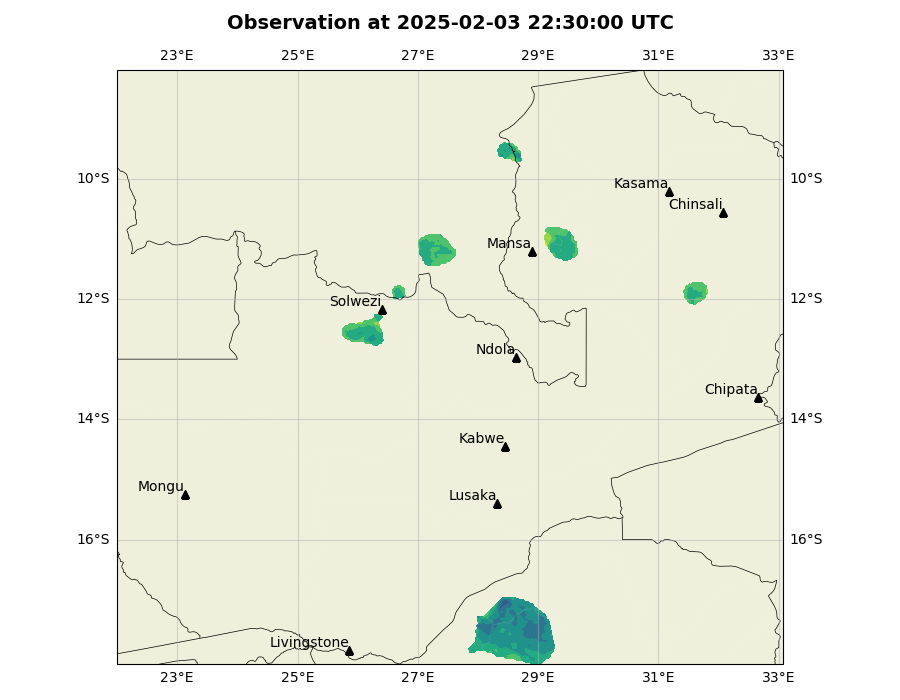 Observation at 2025-02-03 22:30:00 UTC
23°E 25°E 27°E 29°E 31°E 33°E
10°S 10°S
Kasama
Chinsali
Mansa
12°S 12°S
Solwezi
Ndola
Chipata
14°S 14°S
Kabwe
Mongu
Lusaka
16°S 16°S
Livingstone
23°E 25°E 27°E 29°E 31°E 33°E